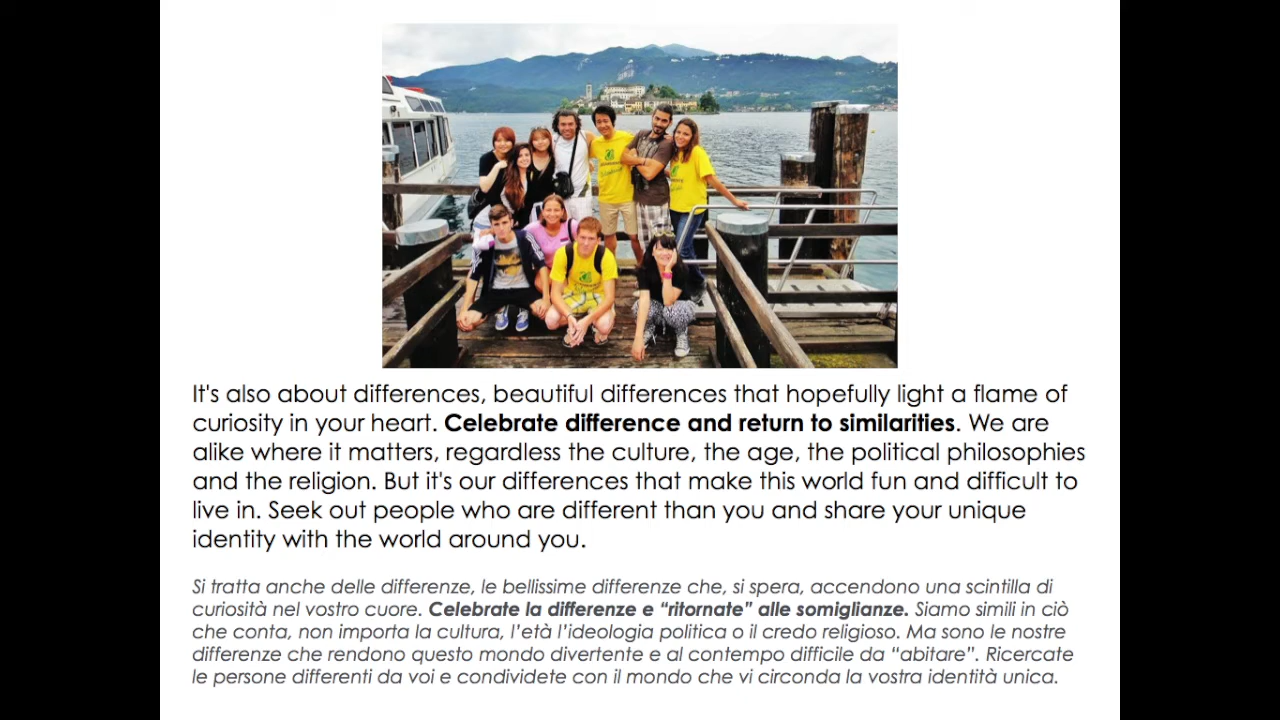 It's also about differences, beautiful differences that hopefully light a flame of
curiosity in your heart. Celebrate difference and return to similarities. We are
alike where it matters, regardless the culture, the age, the political philosophies
and the religion. But it's our differences that make this world fun and difficult to
live in. Seek out people who are different than you and share your unique
identity with the world around you.
Si tratta anche delle differenze, le bellissime differenze che, si spera, accendono una scintilla di
curiosità nel vostro cuore. Celebrate la differenze e “ritornate” alle somiglianze. Siamo simili in ciò
che conta, non importa la cultura, l’età l’ideologia politica o il credo religioso. Ma sono le nostre
differenze che rendono questo mondo divertente e al contempo difficile da “abitare”. Ricercate
le persone differenti da voi e condividete con il mondo che vi circonda la vostra identità unica.